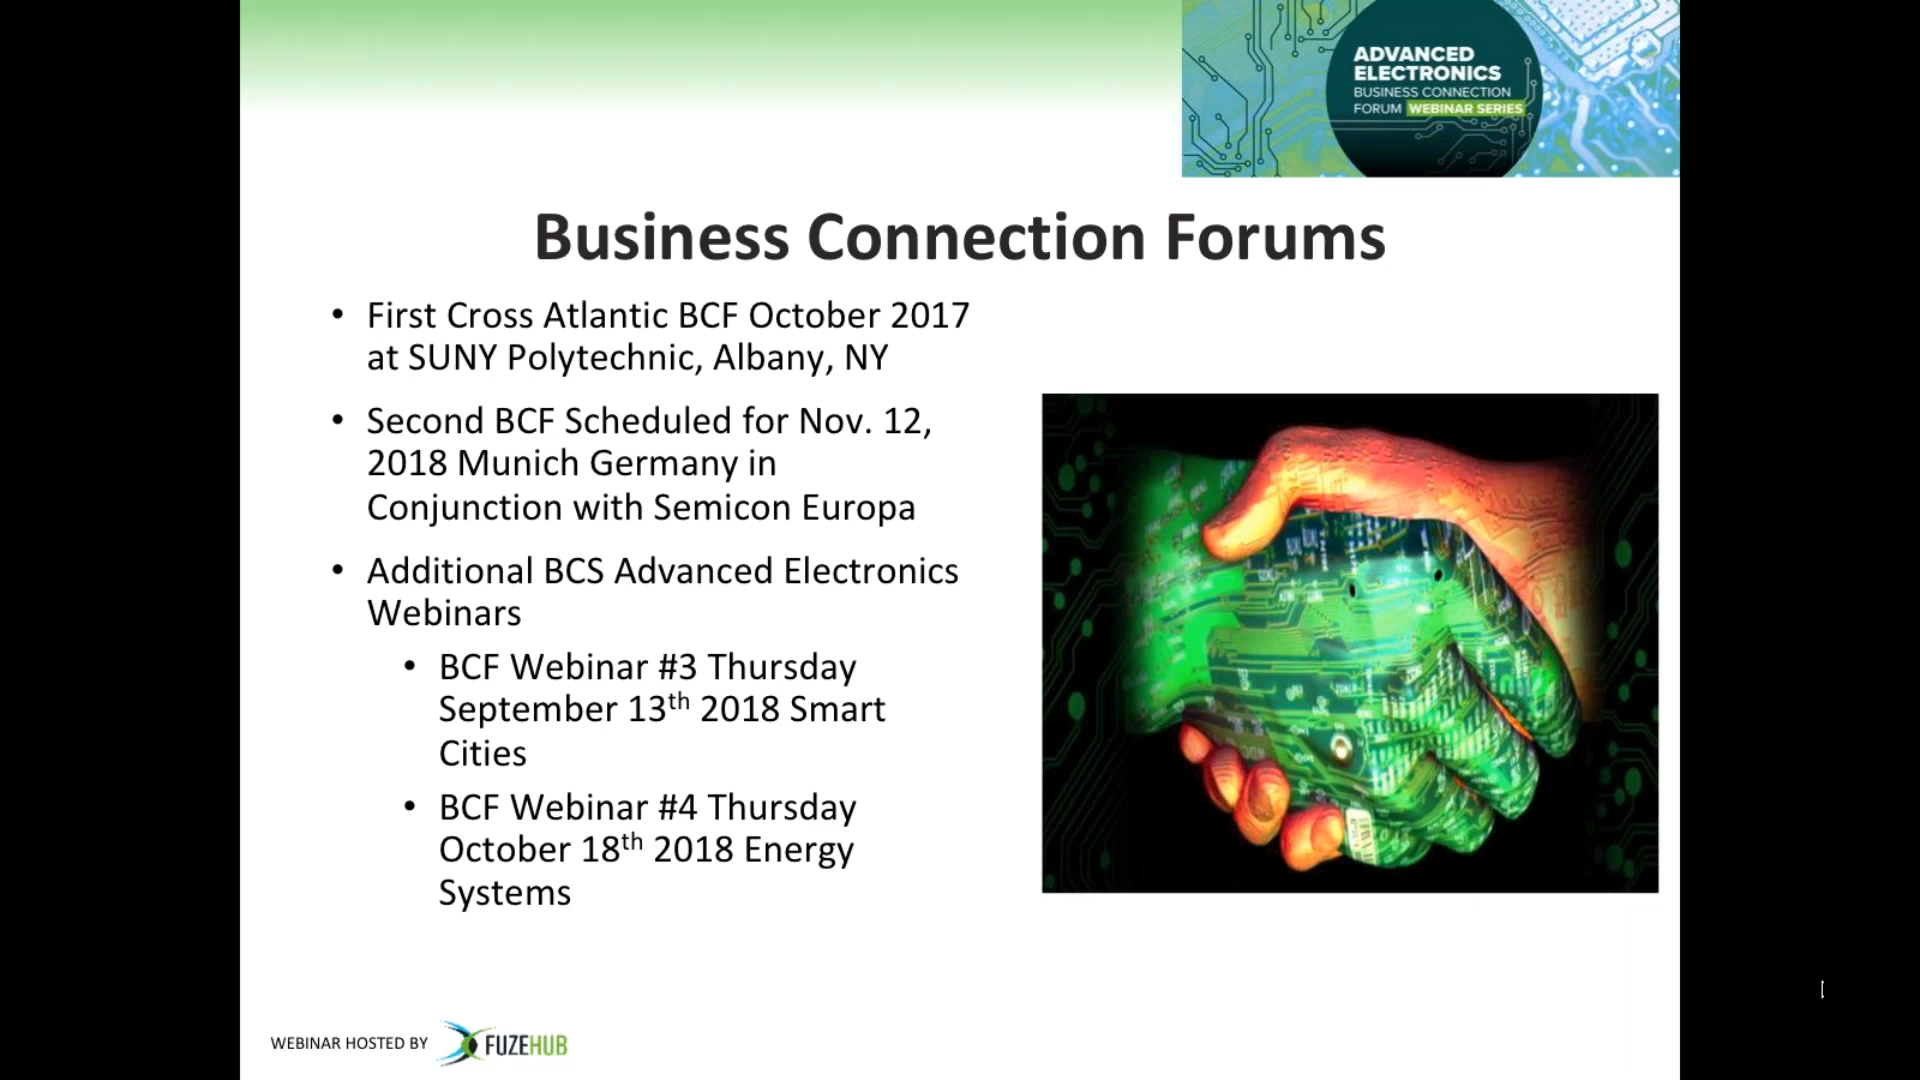 ADVANCED
ELECTRONICS
BUSINESS CONNECTION
FORUM WEBINAR SERIES
Business Connection Forums
• First Cross Atlantic BCF October 2017
at SUNY Polytechnic, Albany, NY
• Second BCF Scheduled for Nov. 12,
2018 Munich Germany in
Conjunction with Semicon Europa
• Additional BCS Advanced Electronics
Webinars
• BCF Webinar #3 Thursday
September 13th 2018 Smart
Cities
• BCF Webinar #4 Thursday
October 18th 2018 Energy
Systems
WEBINAR HOSTED BY FUZEHUB